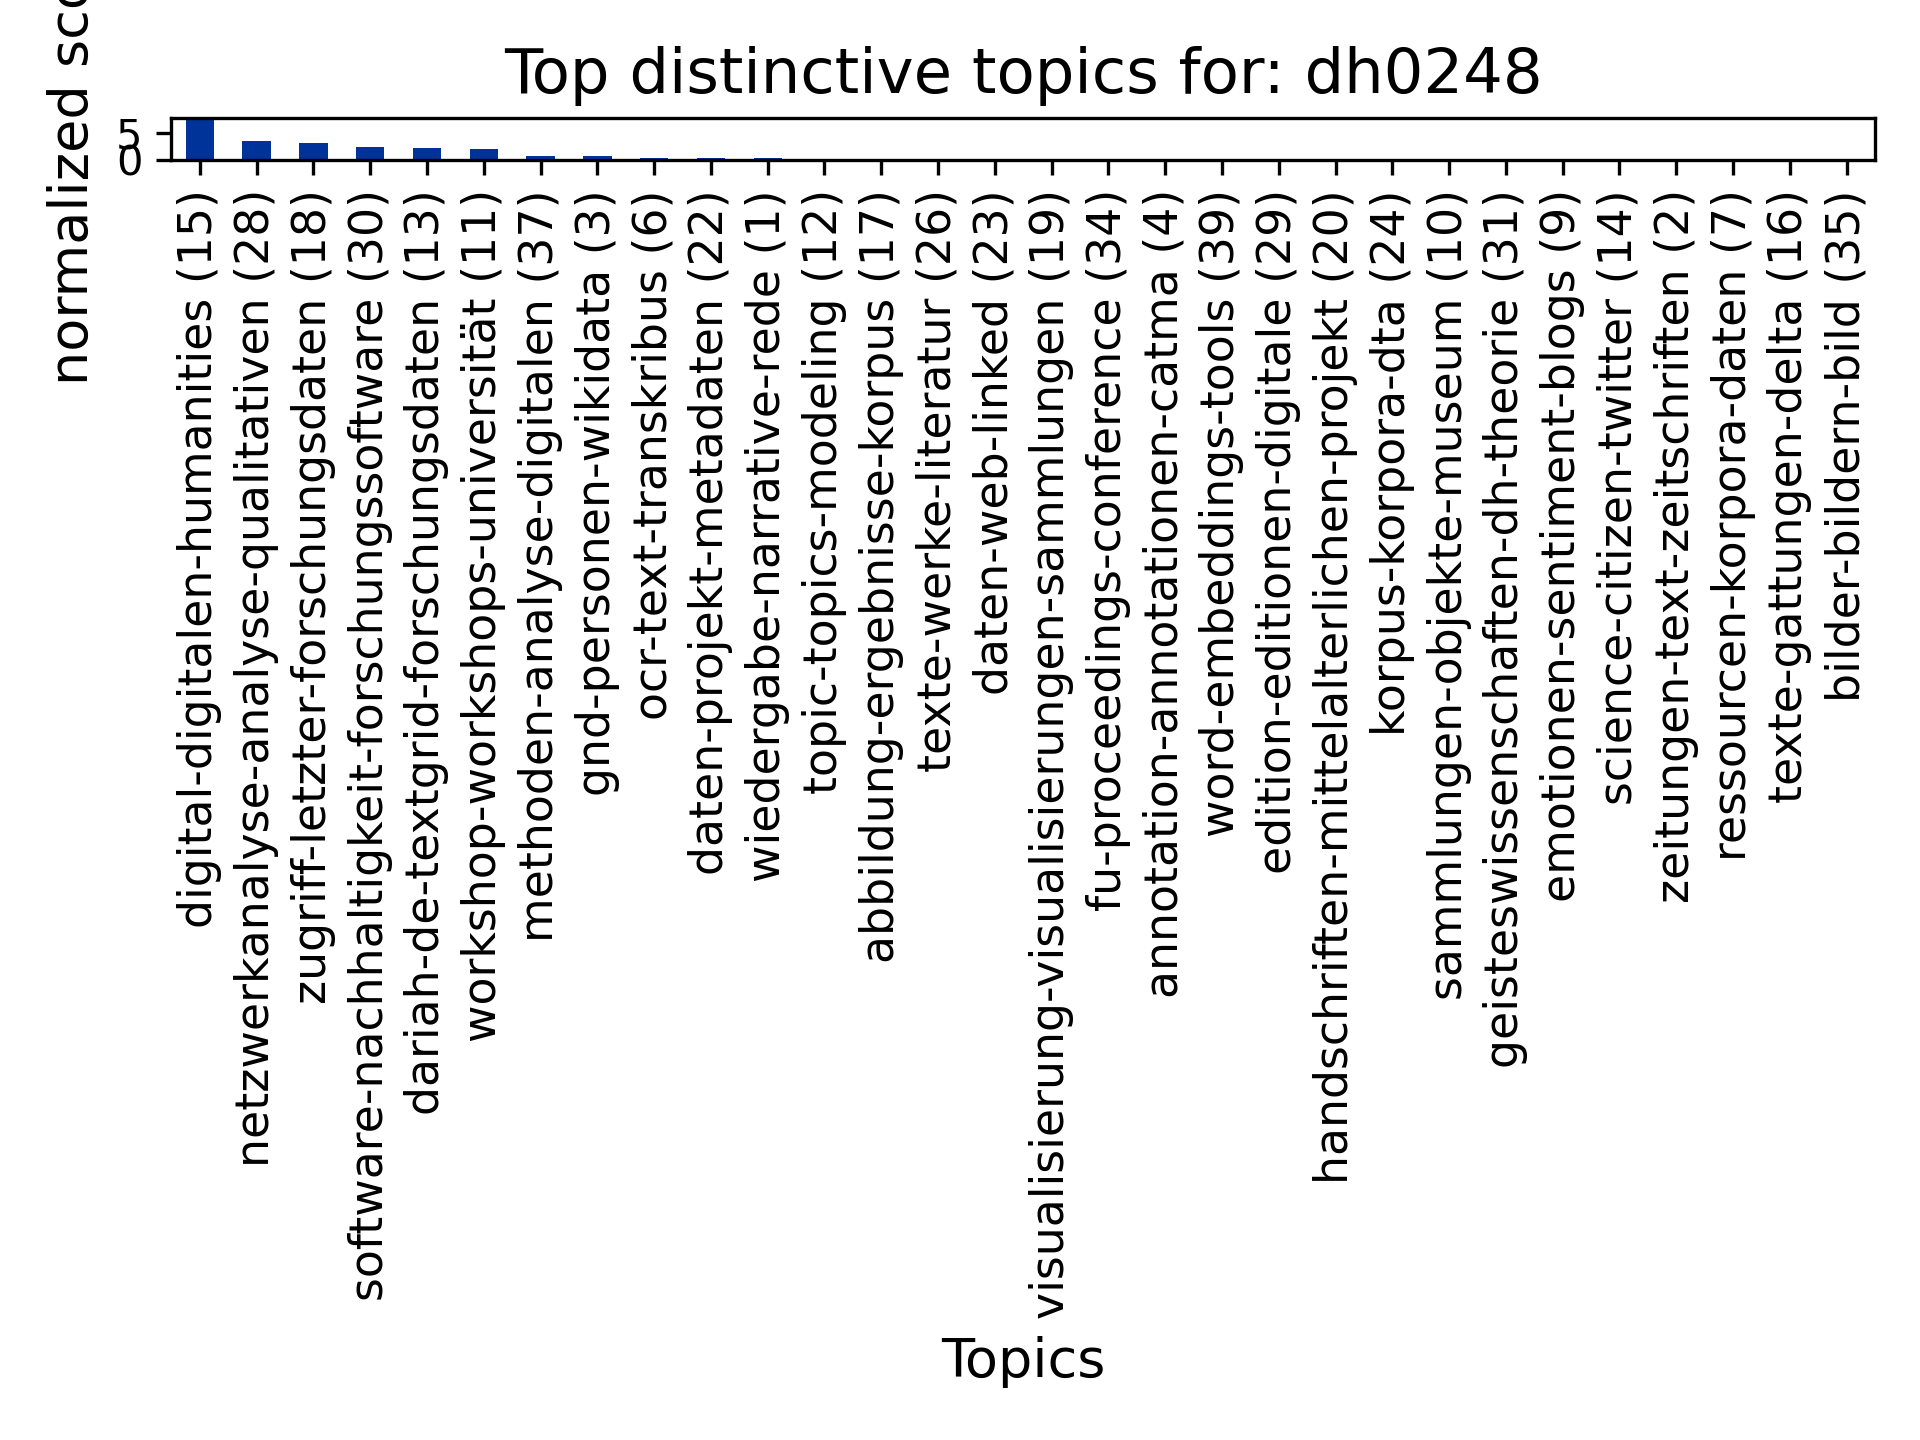 Top distinctive topics for: dh0248
normalized
5
0
digital-digitalen-humanities (15)
netzwerkanalyse-analyse-qualitativen (28)
zugriff-letzter-forschungsdaten (18)
software-nachhaltigkeit-forschungssoftware (30)
dariah-de-textgrid-forschungsdaten (13)
workshop-workshops-universität (11)
methoden-analyse-digitalen (37)
gnd-personen-wikidata (3)
ocr-text-transkribus (6)
daten-projekt-metadaten (22)
wiedergabe-narrative-rede (1)
topic-topics-modeling (12)
abbildung-ergebnisse-korpus (17)
texte-werke-literatur (26)
daten-web-linked (23)
visualisierung-visualisierungen-sammlungen (19)
fu-proceedings-conference (34)
annotation-annotationen-catma (4)
word-embeddings-tools (39)
edition-editionen-digitale (29)
handschriften-mittelalterlichen-projekt (20)
korpus-korpora-dta (24)
sammlungen-objekte-museum (10)
geisteswissenschaften-dh-theorie (31)
emotionen-sentiment-blogs (9)
science-citizen-twitter (14)
zeitungen-text-zeitschriften (2)
ressourcen-korpora-daten (7)
texte-gattungen-delta (16)
bilder-bildern-bild (35)
Topics